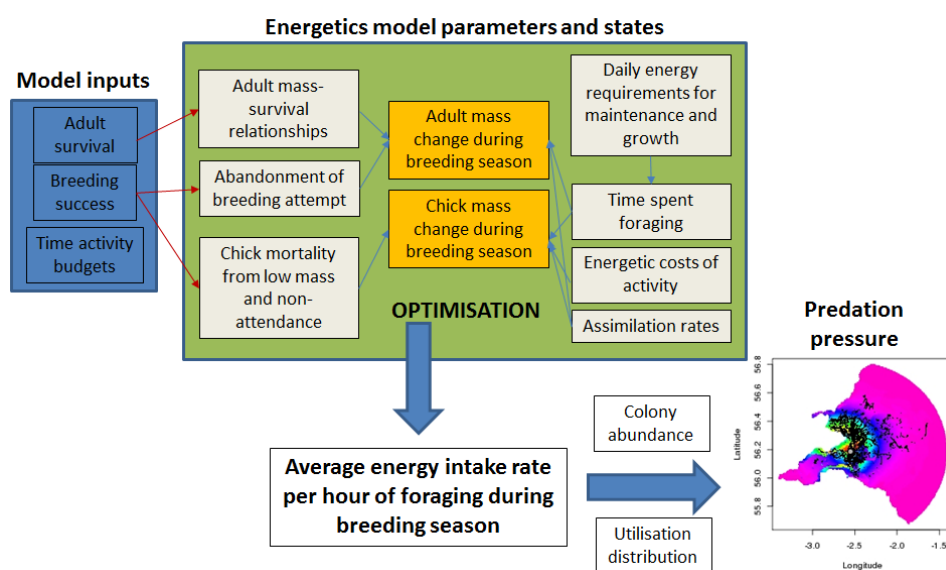 Energetics model parameters and states
Model inputs
Adult
survival
Breeding
success
Time activity
budgets
Adult mass-
survival
relationships
Abandonment of
breeding attempt
Chick mortality
from low mass
and non-
attendance
Adult mass
change during
breeding season
Chick mass
change during
breeding season
OPTIMISATION
Daily energy
requirements for
maintenance and
growth
Time spent
foraging
Energetic costs of
activity
Assimilation rates
Average energy intake rate
per hour of foraging during
breeding season
Colony
abundance
Utilisation
distribution
Predation
pressure
Latitude
56.8
56.6
56.4
56.2
56.0
55.8
-3.0
-2.5
-2.0
-1.5
Longitude